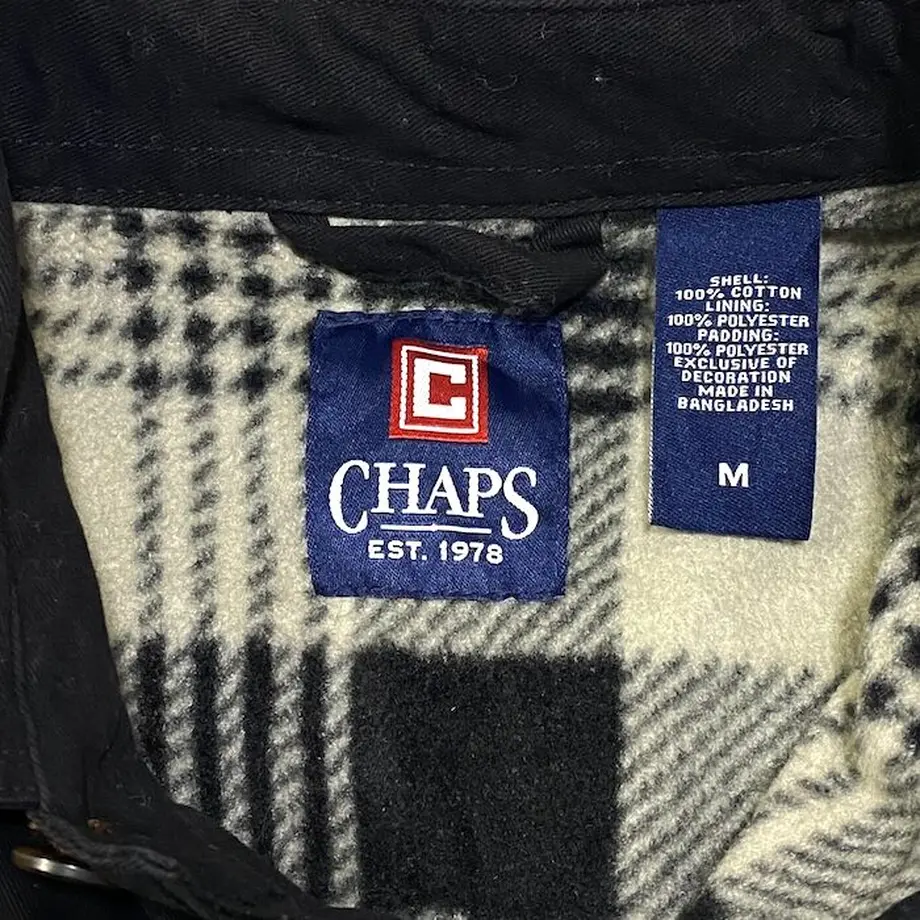 C
CHAPS
EST. 1978
SHELL:
100% COTTON
LINING:
100% POLYESTER
PADDING:
100% POLYESTER
EXCLUSIVE OF
DECORATION
MADE IN
BANGLADESH
M